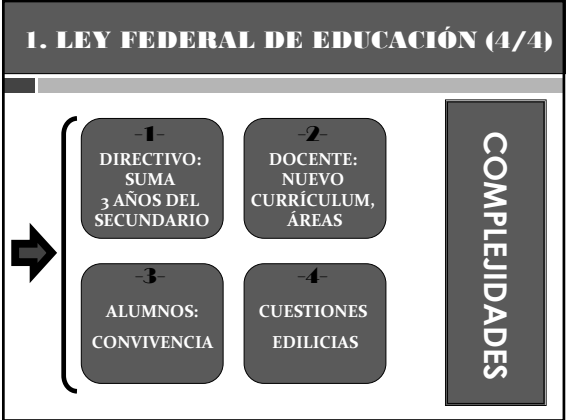 1. LEY FEDERAL DE EDUCACIÓN (4/4)
-1-
DIRECTIVO:
SUMA
3 AÑOS DEL
SECUNDARIO
-2-
DOCENTE:
NUEVO
CURRÍCULUM,
ÁREAS
-3-
ALUMNOS:
CONVIVENCIA
-4-
CUESTIONES
EDILICIAS
COMPLEJIDADES